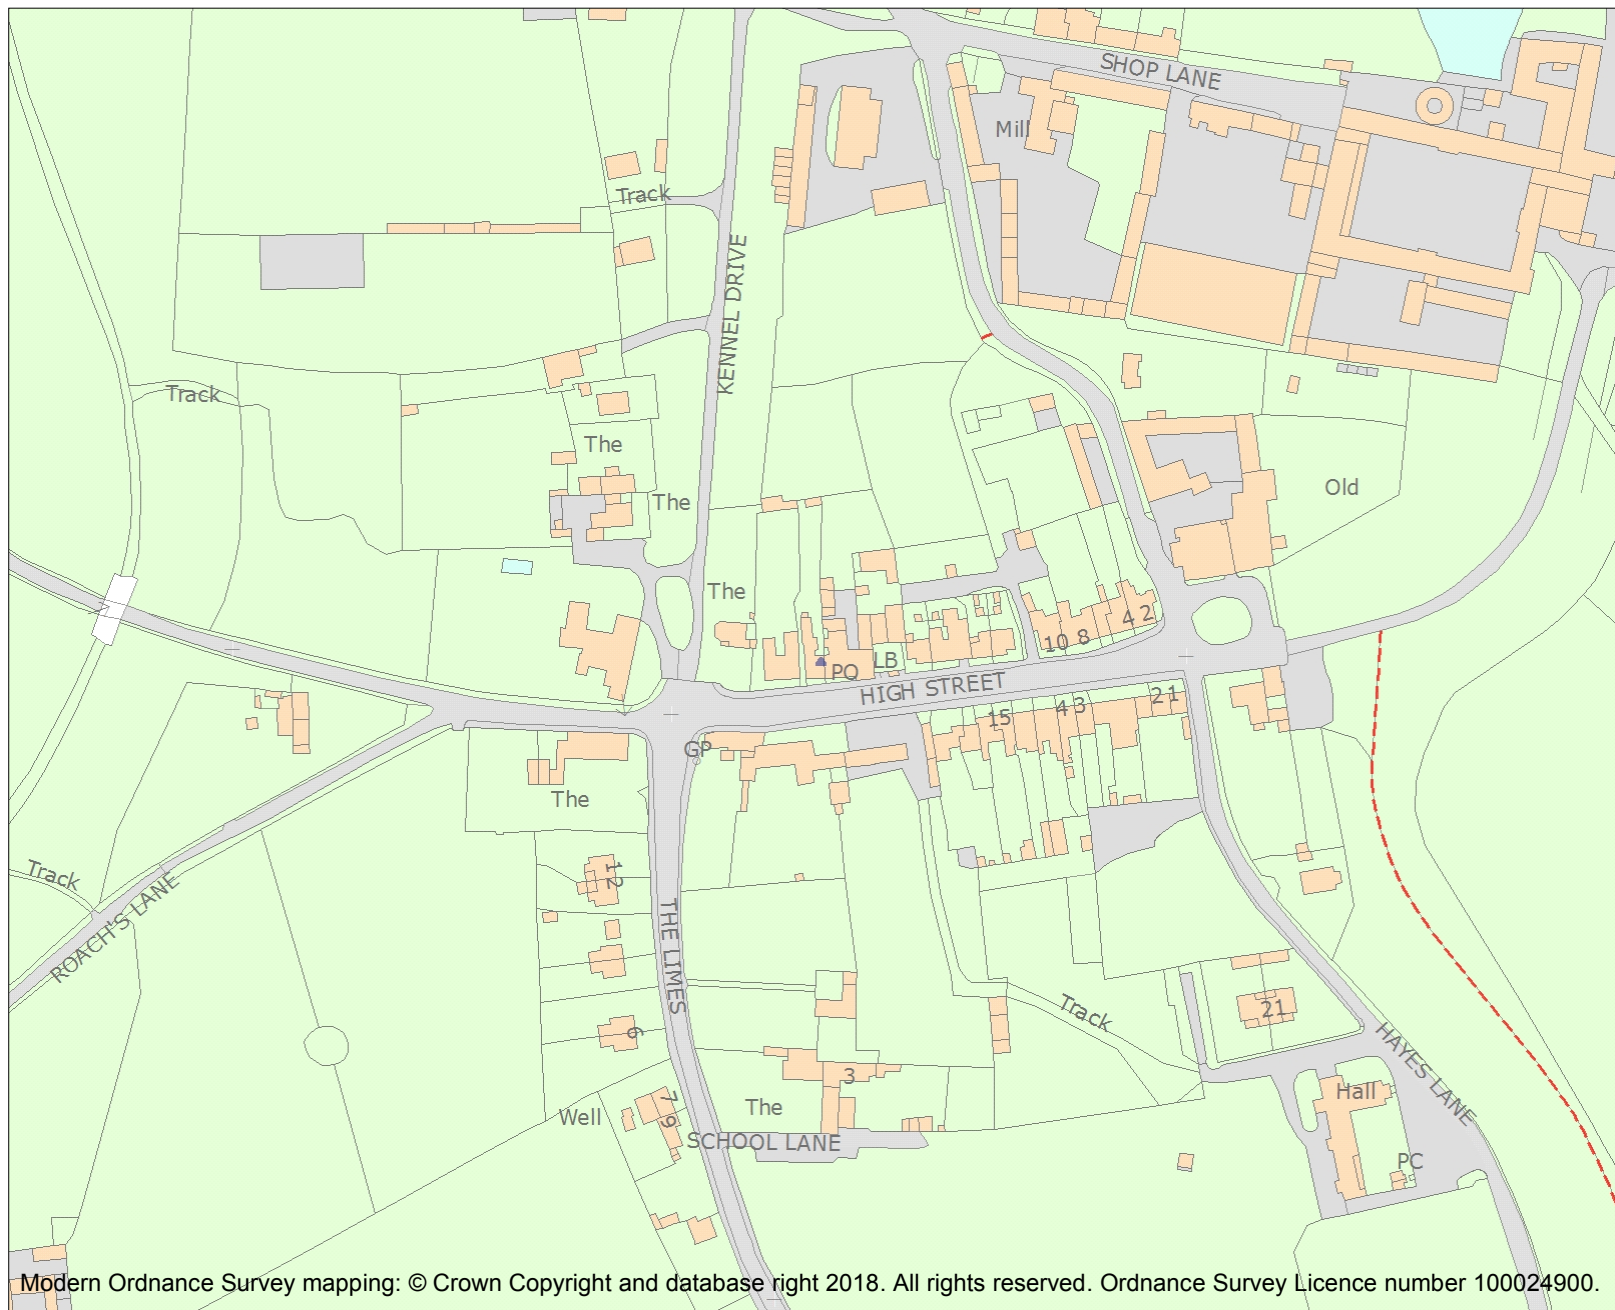 SHOP LANE
Mill
Track
KENNEL DRIVE
Track
The
The
Old
The
4 2
10 8
PO
LB
HIGH STREET
2 1
4 3
15
GP
The
1
2
Track
ROACH'S LANE
THE LIMES
Track
21
6
HAYES LANE
3
Hall
The
Well
7
9
SCHOOL LANE
PC
Modern Ordnance Survey mapping: © Crown Copyright and database right 2018. All rights reserved. Ordnance Survey Licence number 100024900.